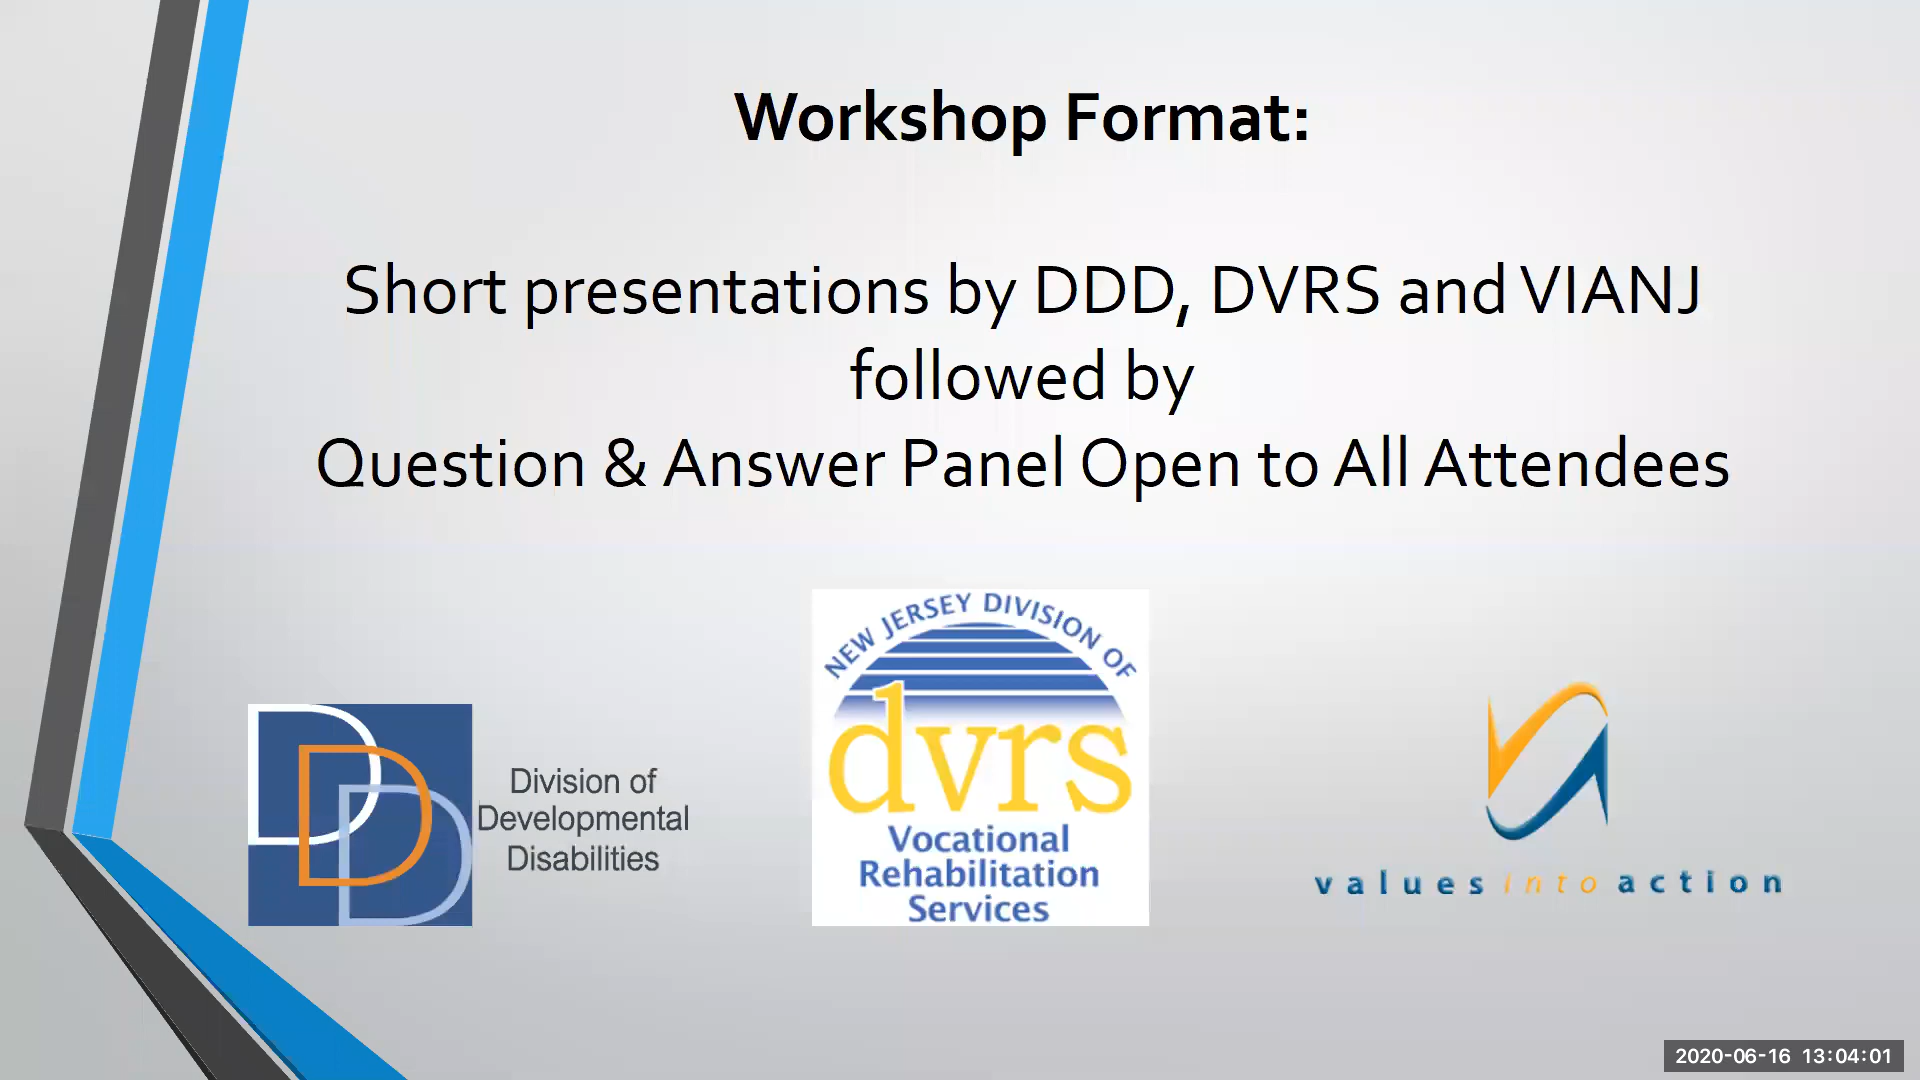 Workshop Format:
Short presentations by DDD, DVRS and VIANJ
followed by
Question & Answer Panel Open to All Attendees
DDD
Division of
Developmental
Disabilities
NEW JERSEY DIVISION OF
dvrs
Vocational
Rehabilitation
Services
values into action
2020-06-16 13:04:01